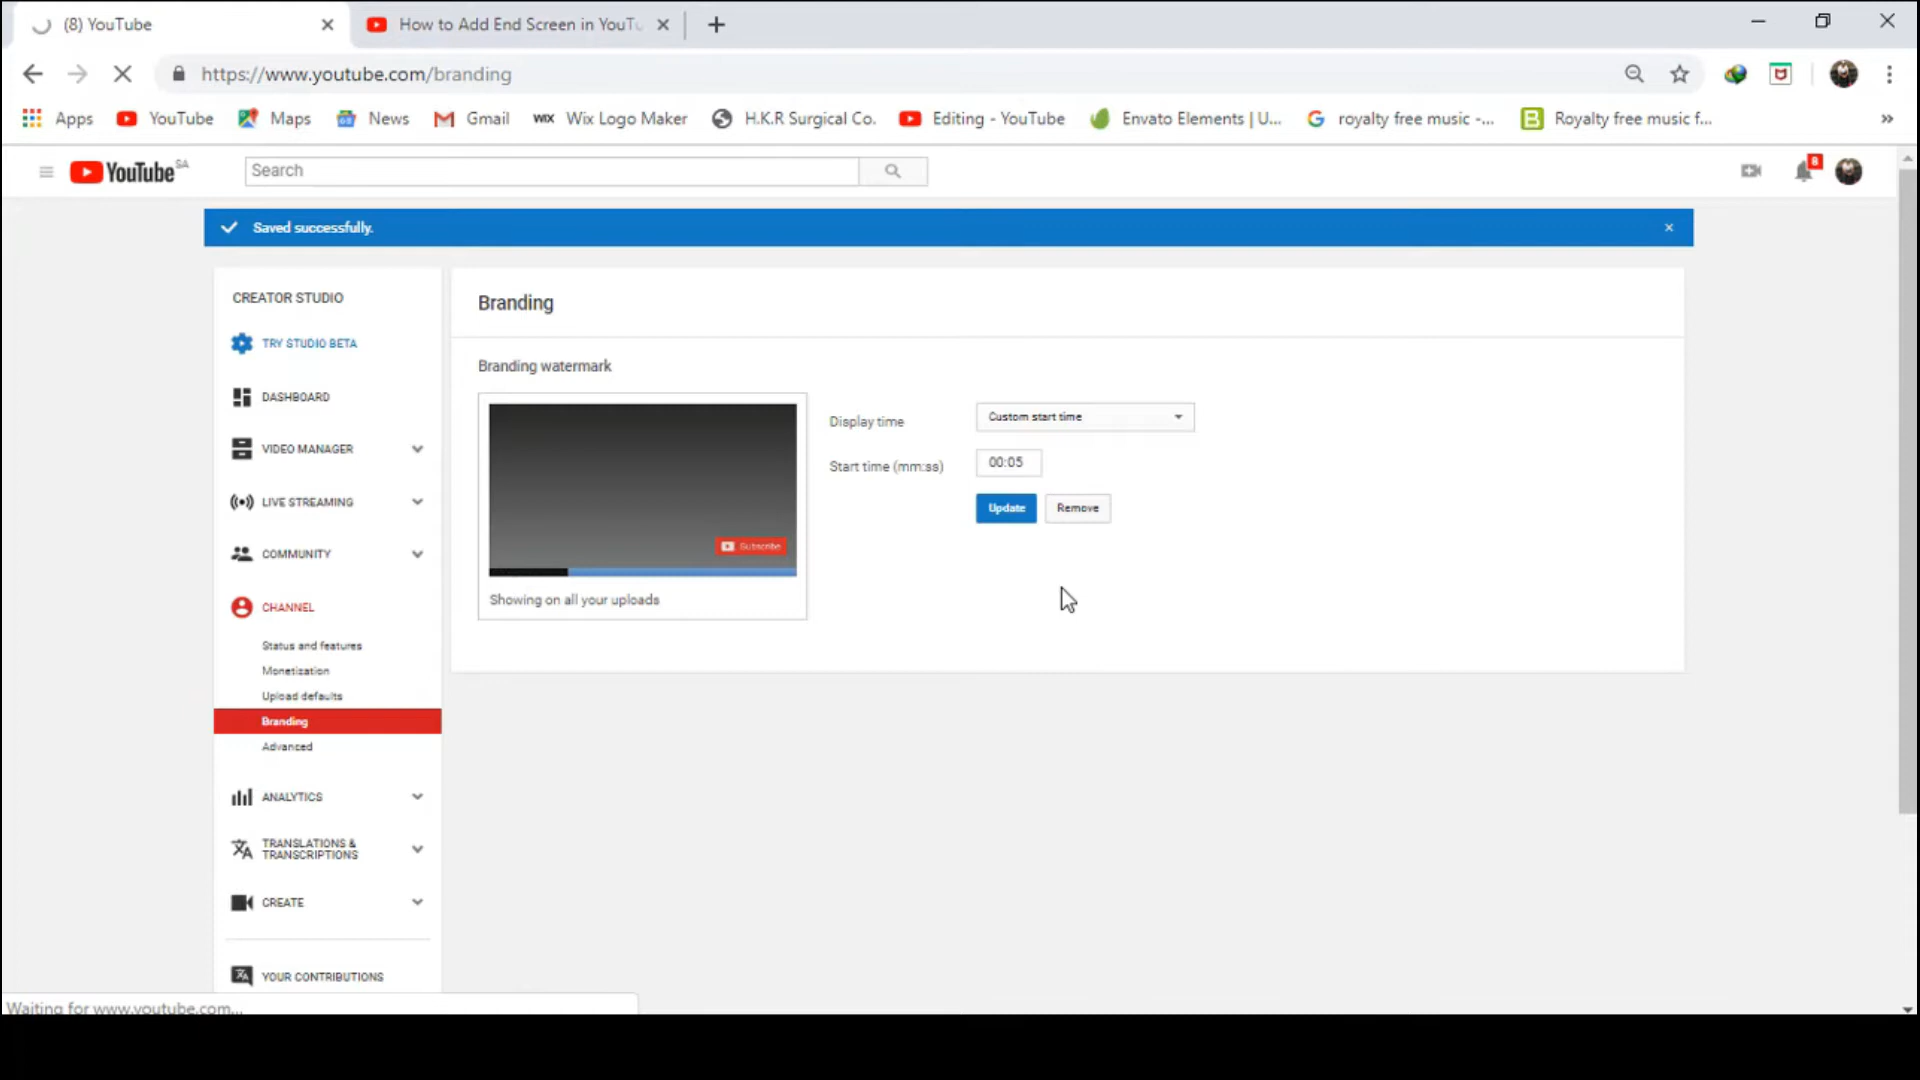 (8) YouTube
How to Add End Screen in YouTu
https://www.youtube.com/branding
Apps
YouTube
Maps
News
Gmail
WIX Wix Logo Maker
H.K.R Surgical Co.
Editing - YouTube
Envato Elements | U...
royalty free music -...
Royalty free music f...
»
YouTube SA
Search
8
Saved successfully.
CREATOR STUDIO
TRY STUDIO BETA
DASHBOARD
VIDEO MANAGER
LIVE STREAMING
COMMUNITY
CHANNEL
Status and features
Monetization
Upload defaults
Branding
Advanced
ANALYTICS
TRANSLATIONS &
TRANSCRIPTIONS
CREATE
YOUR CONTRIBUTIONS
Branding
Branding watermark
Subscribe
Showing on all your uploads
Display time
Custom start time
Start time (mm:ss)
00:05
Update
Remove
Waiting for www.youtube.com...